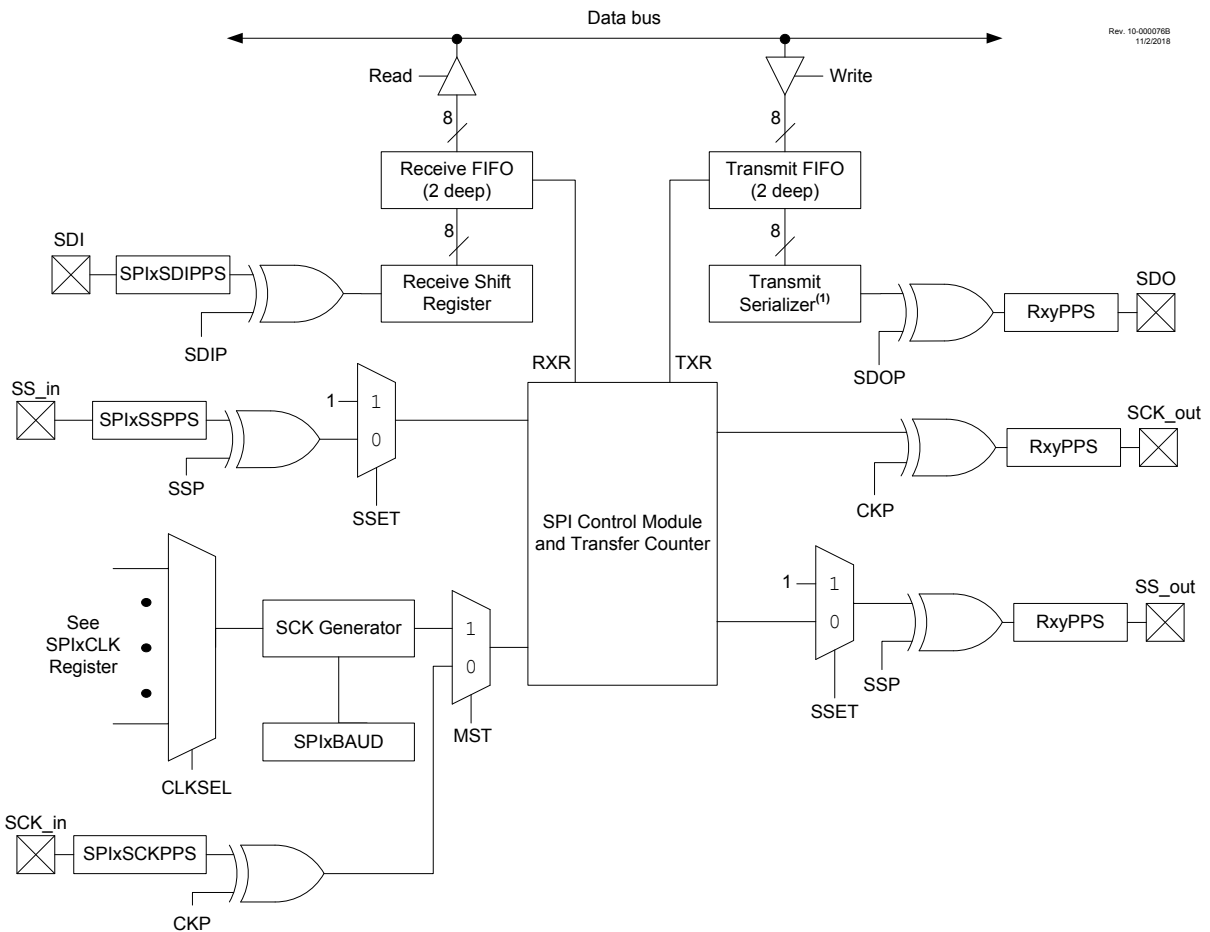 Data bus
Rev. 10-000076B
11/2/2018
Read
Write
8
8
Receive FIFO
(2 deep)
Transmit FIFO
(2 deep)
8
8
SDI
SPIxSDIPPS
Receive Shift
Register
Transmit
Serializer(1)
SDO
RxyPPS
SDIP
SDOP
RXR
TXR
SS_in
SPIxSSPPS
1
1
0
SSP
SSET
SCK_out
RxyPPS
CKP
SPI Control Module
and Transfer Counter
See
SPIxCLK
Register
SCK Generator
1
0
SPIxBAUD
MST
CLKSEL
1
1
0
SS_out
RxyPPS
SSP
SSET
SCK_in
SPIxSCKPPS
CKP